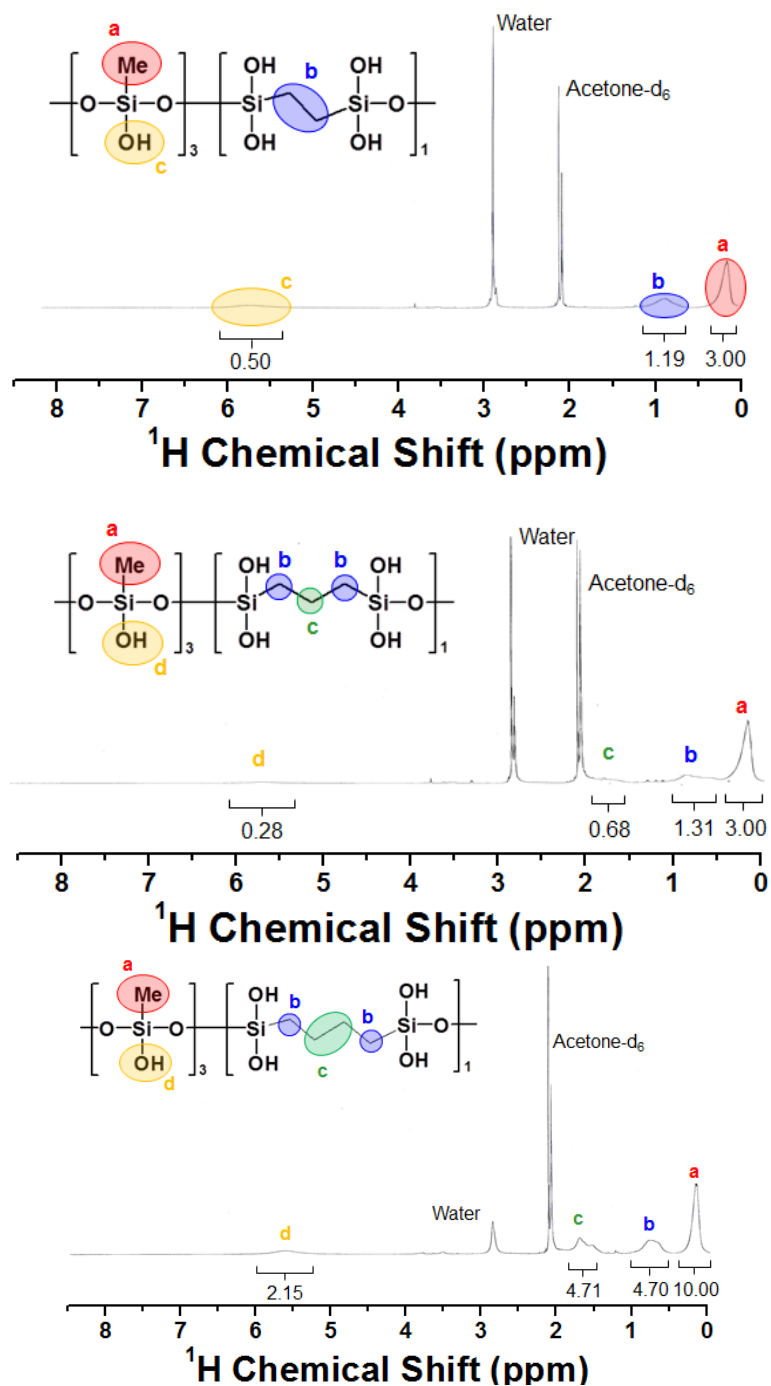 a
Me
O Si O
OH
c
3
OH OH
b
Si Si O
OH OH
1
Water
Acetone-d6
c
b
a
0.50 1.19 3.00
8 7 6 5 4 3 2 1 0
1H Chemical Shift (ppm)
a
Me
O Si O
OH
d
3
OH b b OH
Si Si O
OH c OH
1
Water
Acetone-d6
d
c
b
a
0.28 0.68 1.31 3.00
8 7 6 5 4 3 2 1 0
1H Chemical Shift (ppm)
a
Me
O Si O
OH
d
3
OH b b OH
Si Si O
OH c OH
1
Acetone-d6
Water
d
c
b
a
2.15 4.71 4.70 10.00
8 7 6 5 4 3 2 1 0
1H Chemical Shift (ppm)